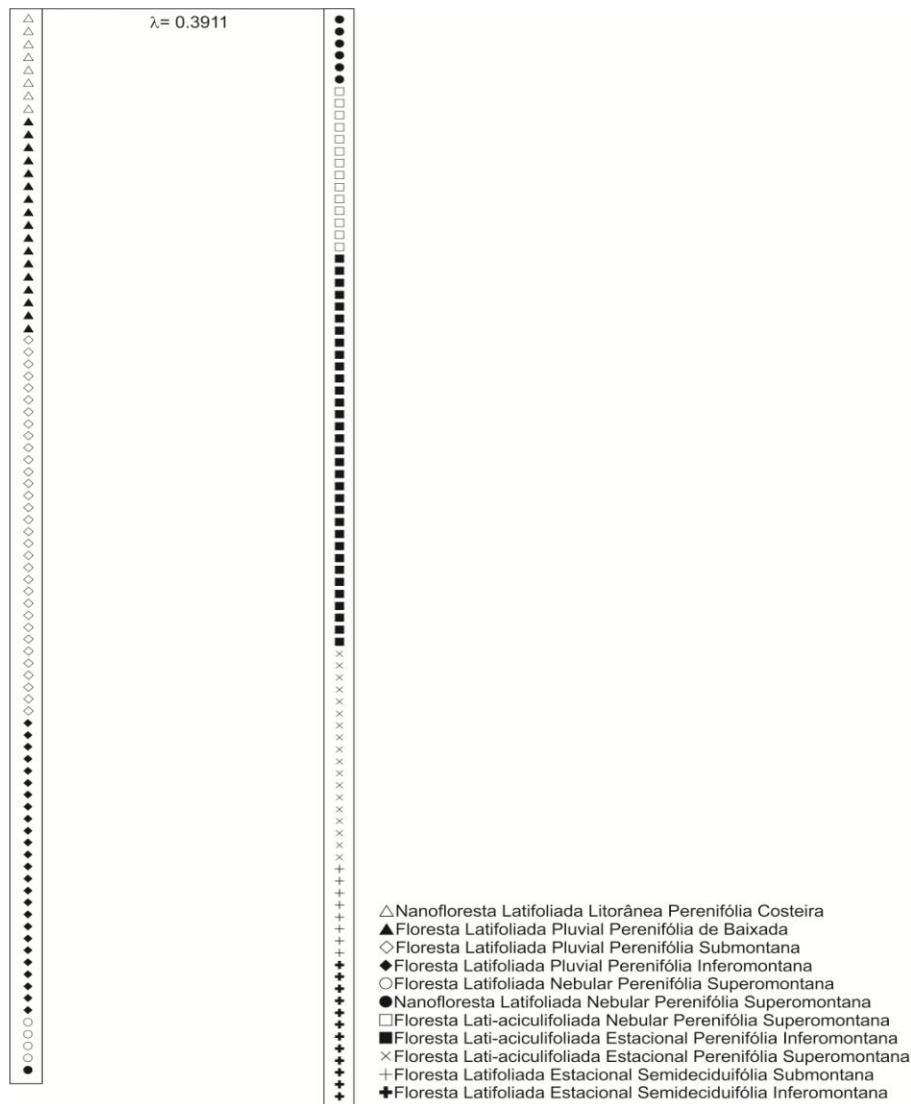 λ= 0.3911
Nanofloresta Latifoliada Litorânea Perenifólia Costeira
Floresta Latifoliada Pluvial Perenifólia de Baixada
Floresta Latifoliada Pluvial Perenifólia Submontana
Floresta Latifoliada Pluvial Perenifólia Inferomontana
Floresta Latifoliada Nebular Perenifólia Superomontana
Nanofloresta Latifoliada Nebular Perenifólia Superomontana
Floresta Lati-aciculifoliada Nebular Perenifólia Superomontana
Floresta Lati-aciculifoliada Estacional Perenifólia Inferomontana
Floresta Lati-aciculifoliada Estacional Perenifólia Superomontana
Floresta Latifoliada Estacional Semideciduifólia Submontana
Floresta Latifoliada Estacional Semideciduifólia Inferomontana